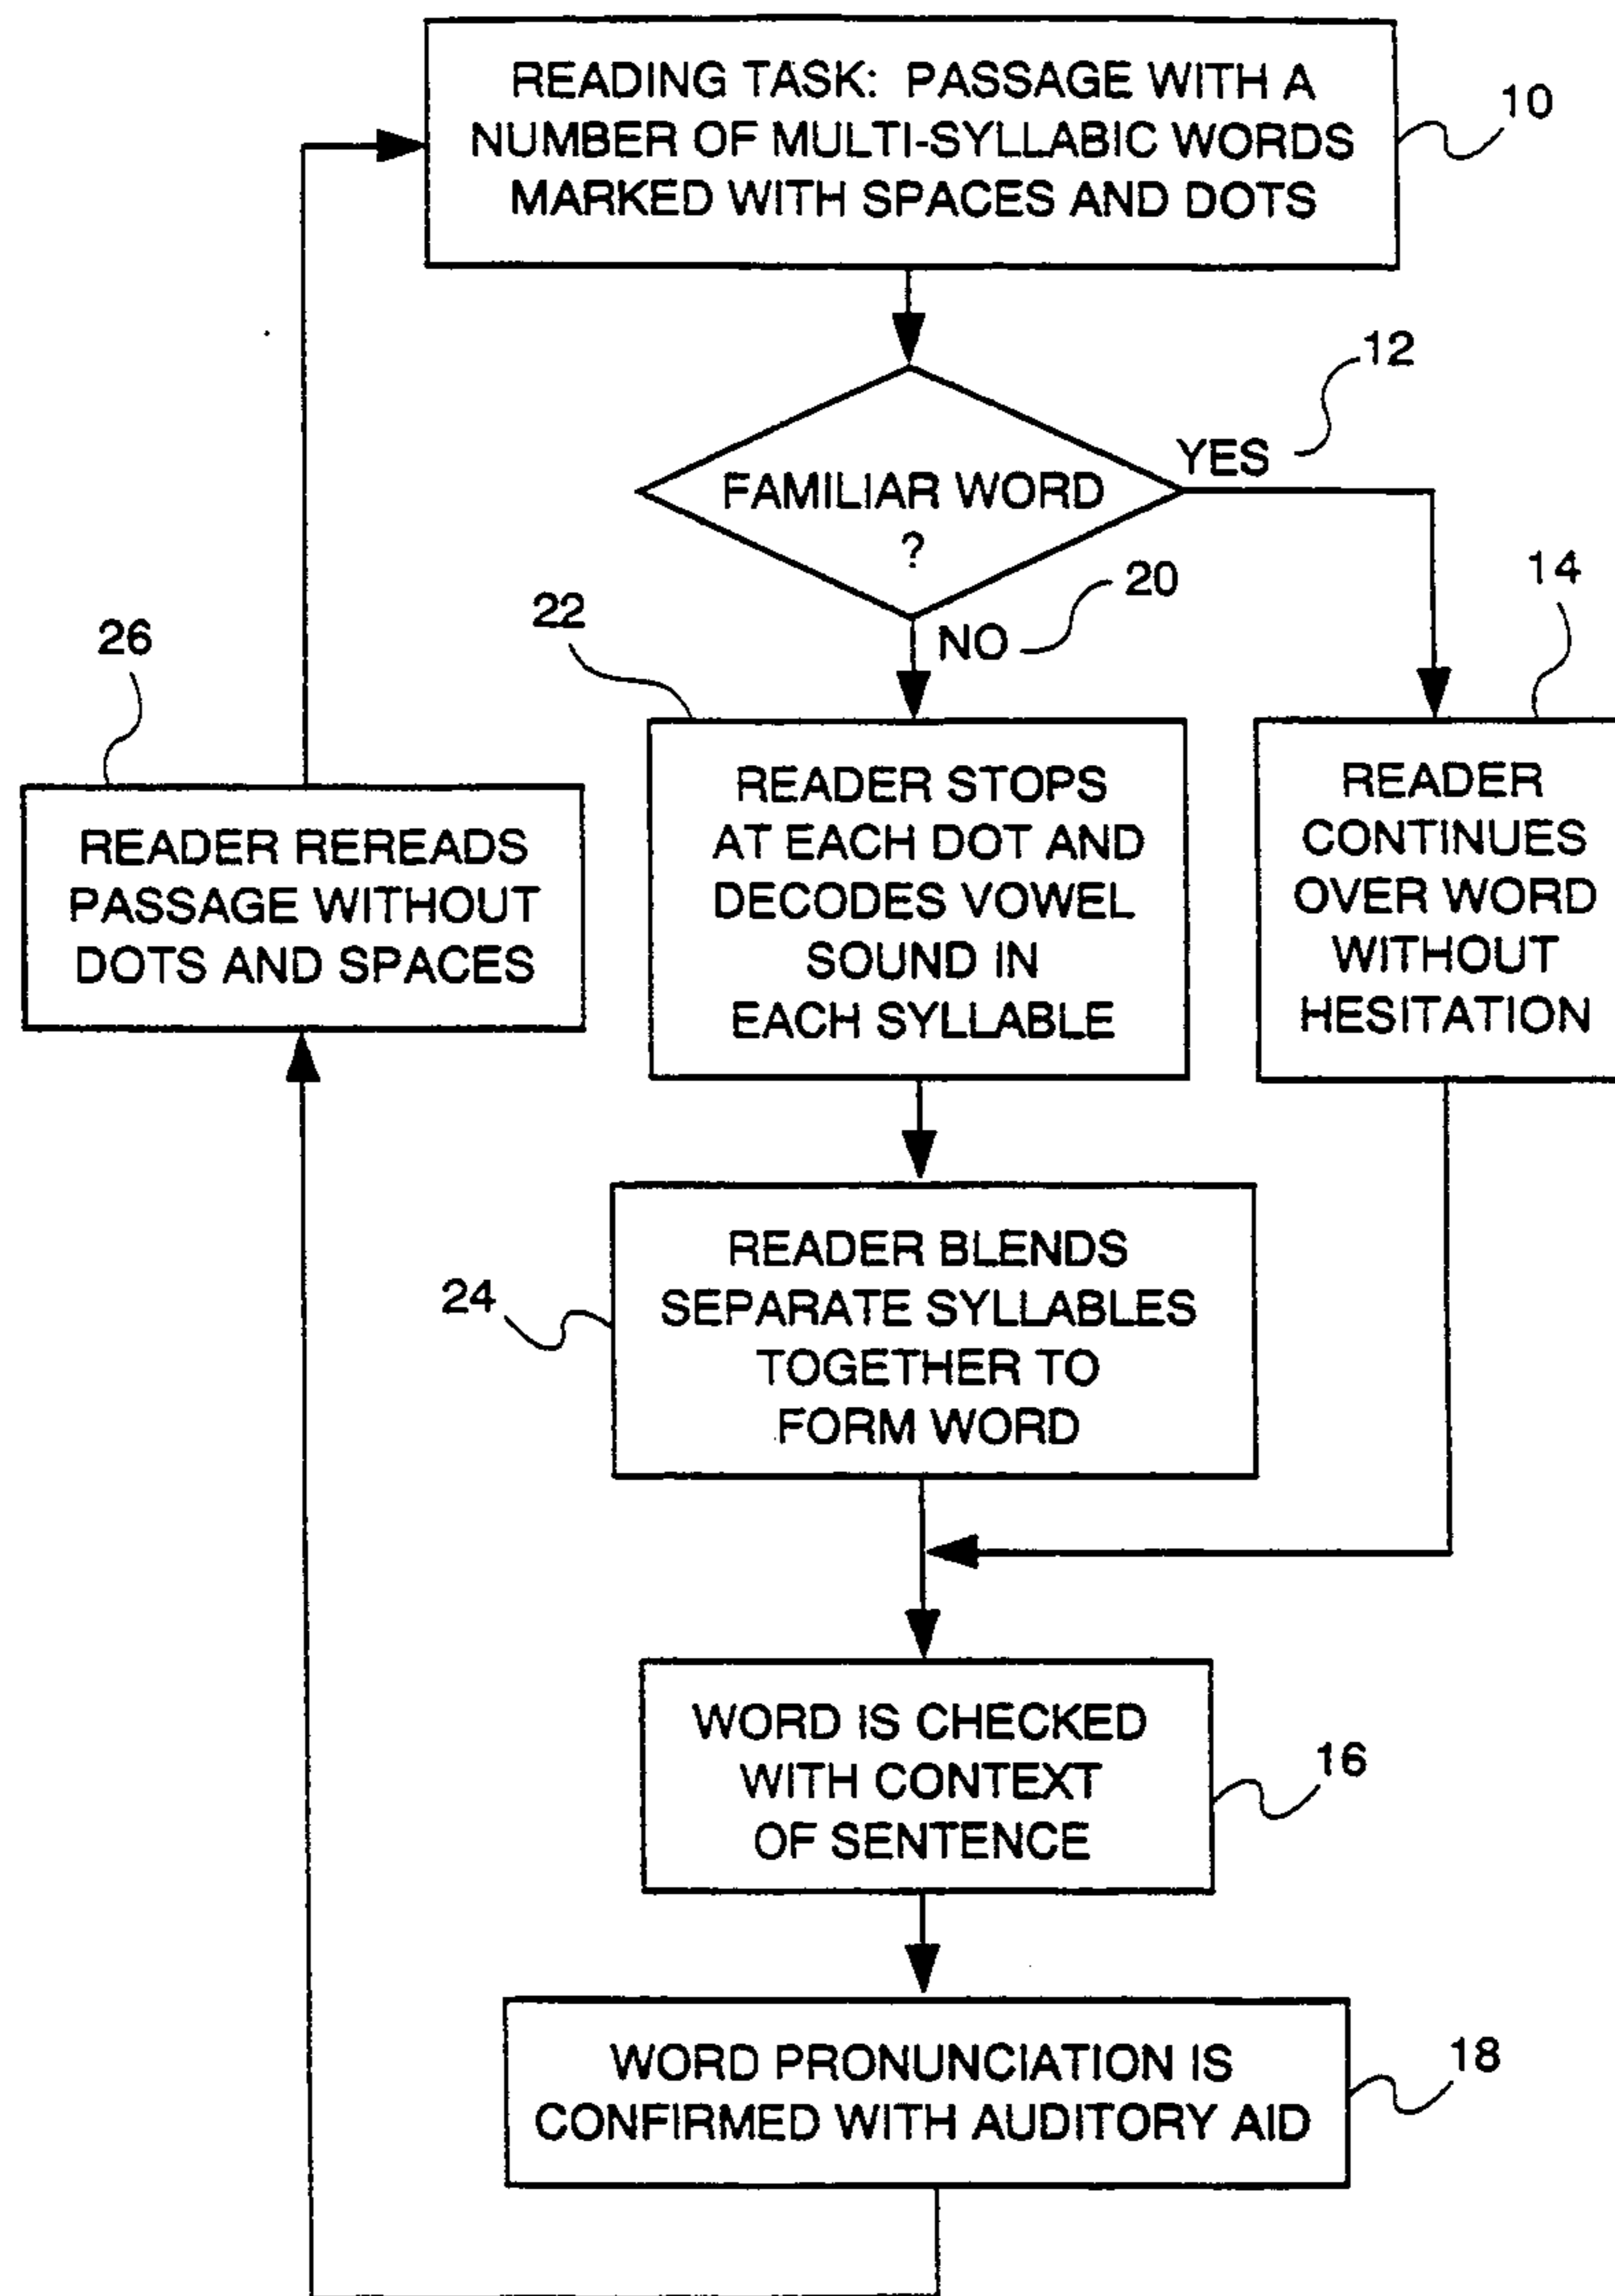 READING TASK: PASSAGE WITH A
NUMBER OF MULTI-SYLLABIC WORDS
MARKED WITH SPACES AND DOTS
10
12
YES
FAMILIAR WORD
?
20
NO
14
22
26
READER STOPS
AT EACH DOT AND
DECODES VOWEL
SOUND IN
EACH SYLLABLE
READER
CONTINUES
OVER WORD
WITHOUT
HESITATION
READER REREADS
PASSAGE WITHOUT
DOTS AND SPACES
24
READER BLENDS
SEPARATE SYLLABLES
TOGETHER TO
FORM WORD
WORD IS CHECKED
WITH CONTEXT
OF SENTENCE
16
WORD PRONUNCIATION IS
CONFIRMED WITH AUDITORY AID
18